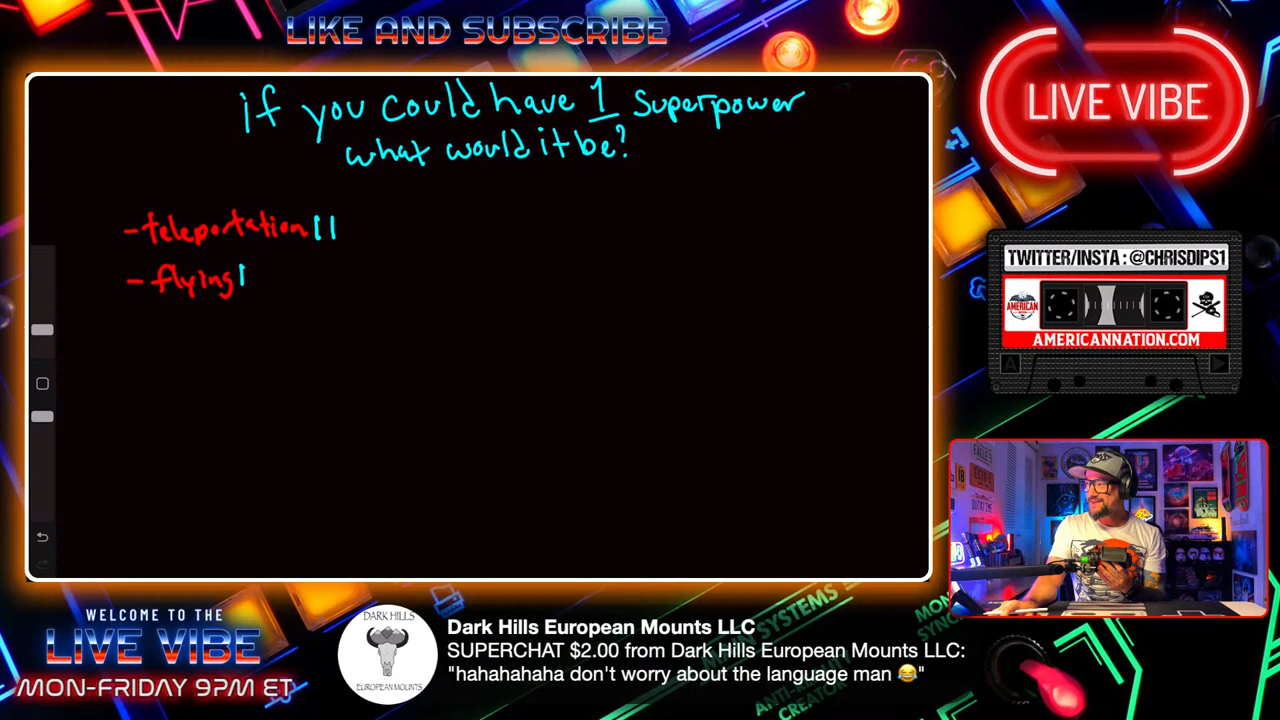 LIKE AND SUBSCRIBE
if you could have 1 Superpower
what would it be?
-teleportation ||
-flying |
LIVE VIBE
TWITTER/INSTA : @CHRISDIPS1
AMERICAN
AMERICANNATION.COM
A
WELCOME TO THE
LIVE VIBE
MON-FRIDAY 9PM ET
DARK HILLS
EUROPEAN MOUNTS
Dark Hills European Mounts LLC
SUPERCHAT $2.00 from Dark Hills European Mounts LLC:
"hahahahaha don't worry about the language man 😂"